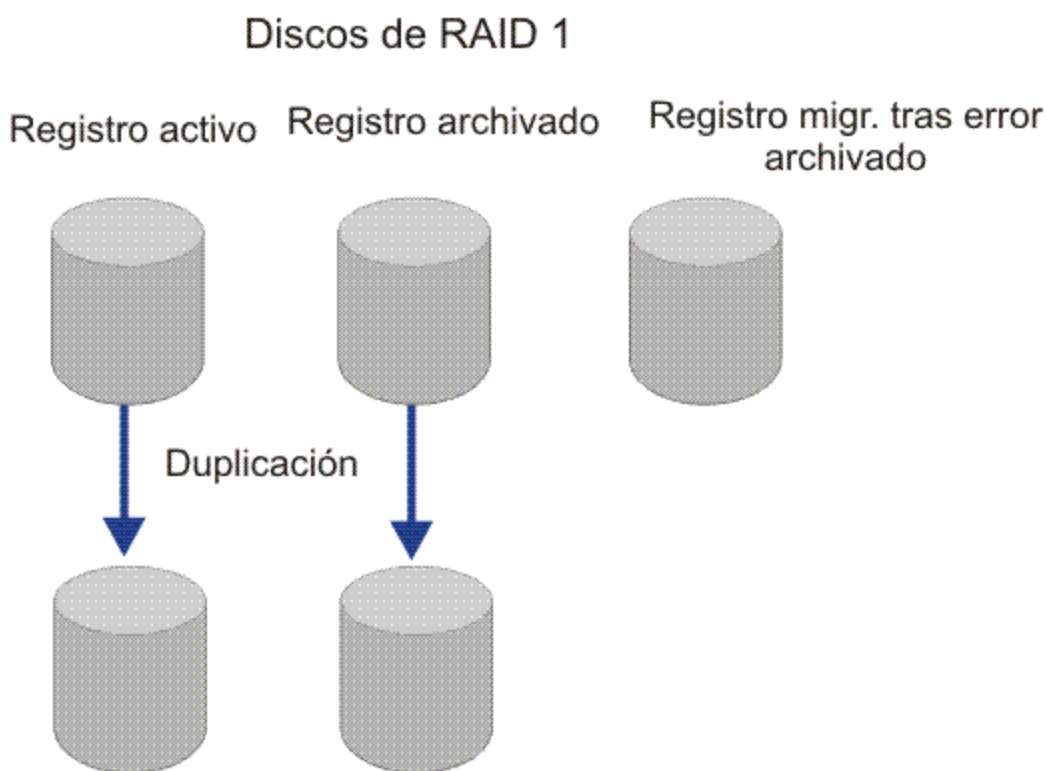 Discos de RAID 1
Registro activo
Registro archivado
Registro migr. tras error
archivado
Duplicación